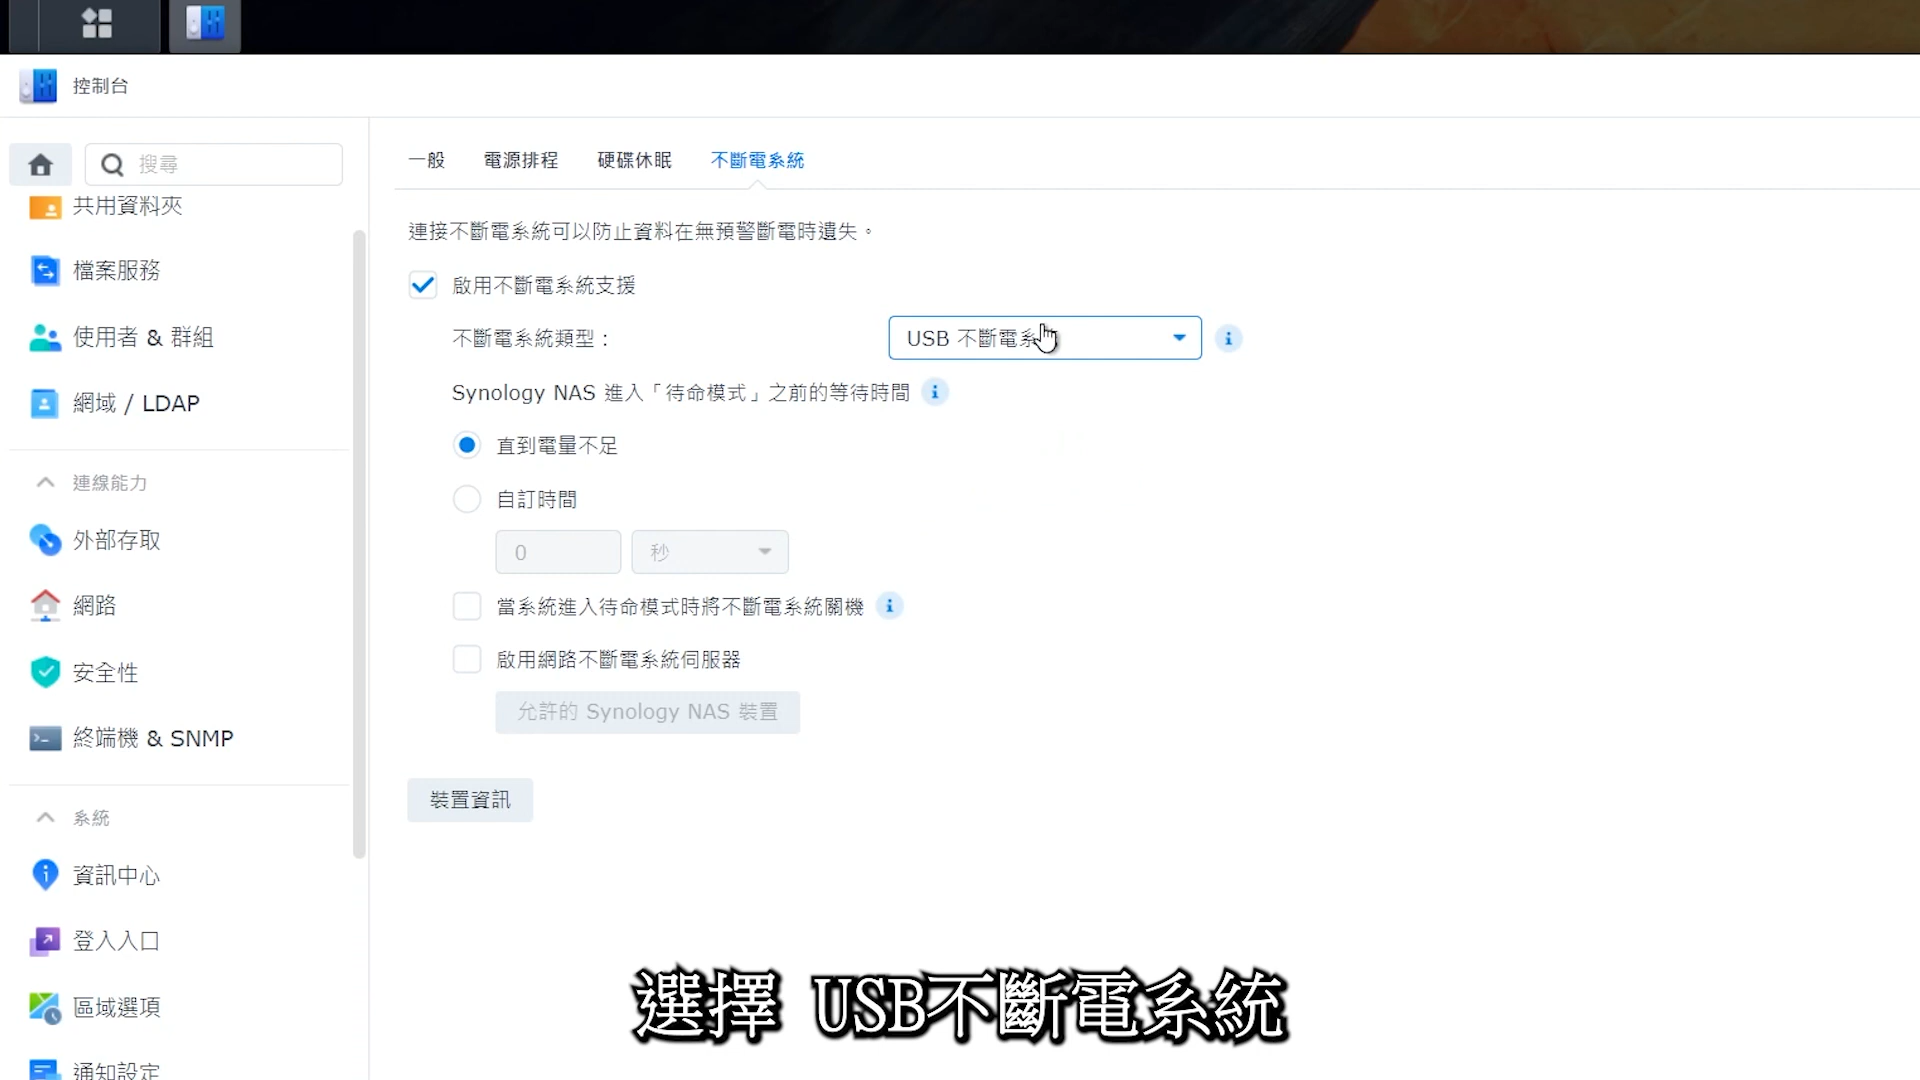 控制台
搜尋
共用資料夾
檔案服務
使用者 & 群組
網域 / LDAP
連線能力
外部存取
網路
安全性
終端機 & SNMP
系統
資訊中心
登入入口
區域選項
通知設定
一般 電源排程 硬碟休眠 不斷電系統
連接不斷電系統可以防止資料在無預警斷電時遺失。
啟用不斷電系統支援
不斷電系統類型： USB 不斷電系
Synology NAS 進入「待命模式」之前的等待時間
直到電量不足
自訂時間
0 秒
當系統進入待命模式時將不斷電系統關機
啟用網路不斷電系統伺服器
允許的 Synology NAS 裝置
裝置資訊
選擇 USB不斷電系統